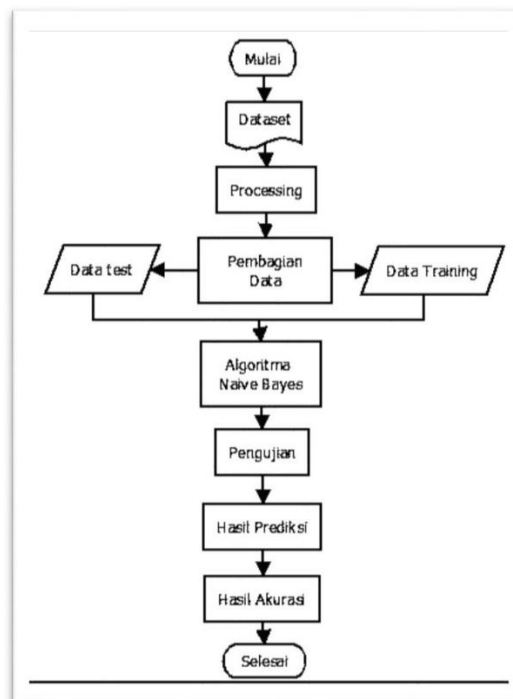 Mulai
Dataset
Processing
Pembagian
Data
Data test
Data Training
Algoritma
Naive Bayes
Pengujian
Hasil Prediksi
Hasil Akurasi
Selesai